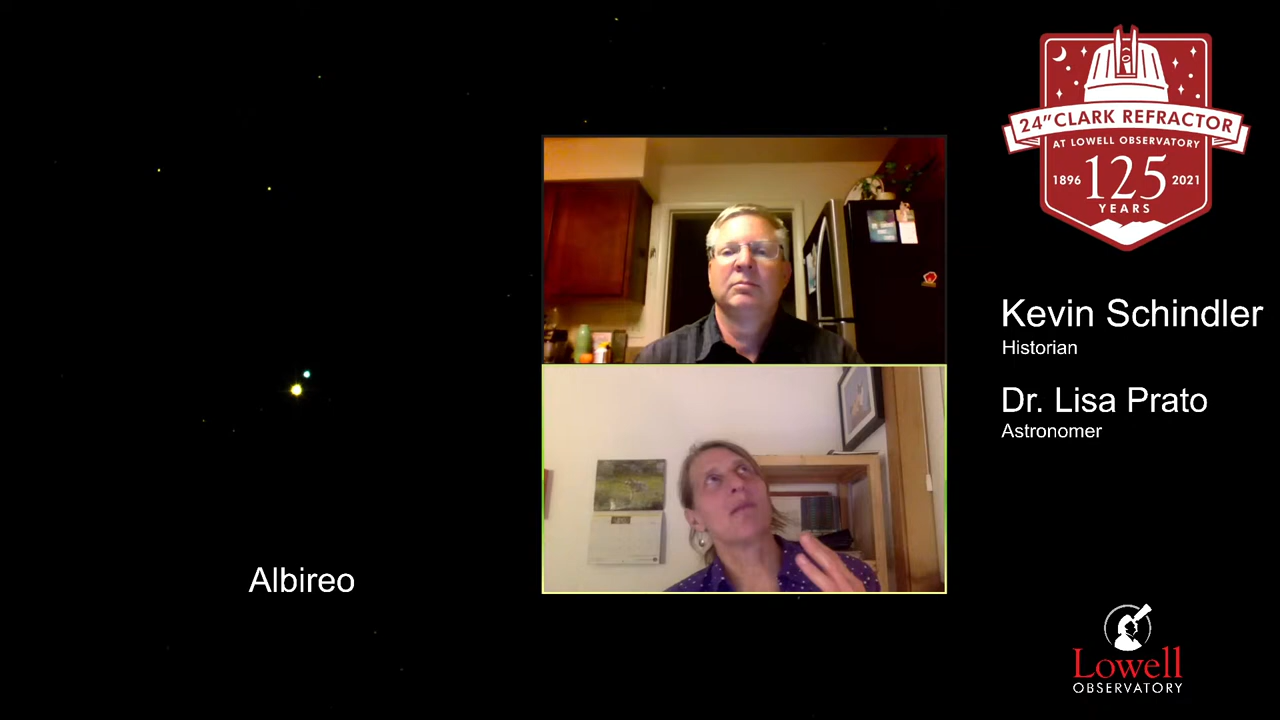 24" CLARK REFRACTOR
AT LOWELL OBSERVATORY
1896 125 2021
YEARS
Kevin Schindler
Historian
Dr. Lisa Prato
Astronomer
Albireo
Lowell
OBSERVATORY